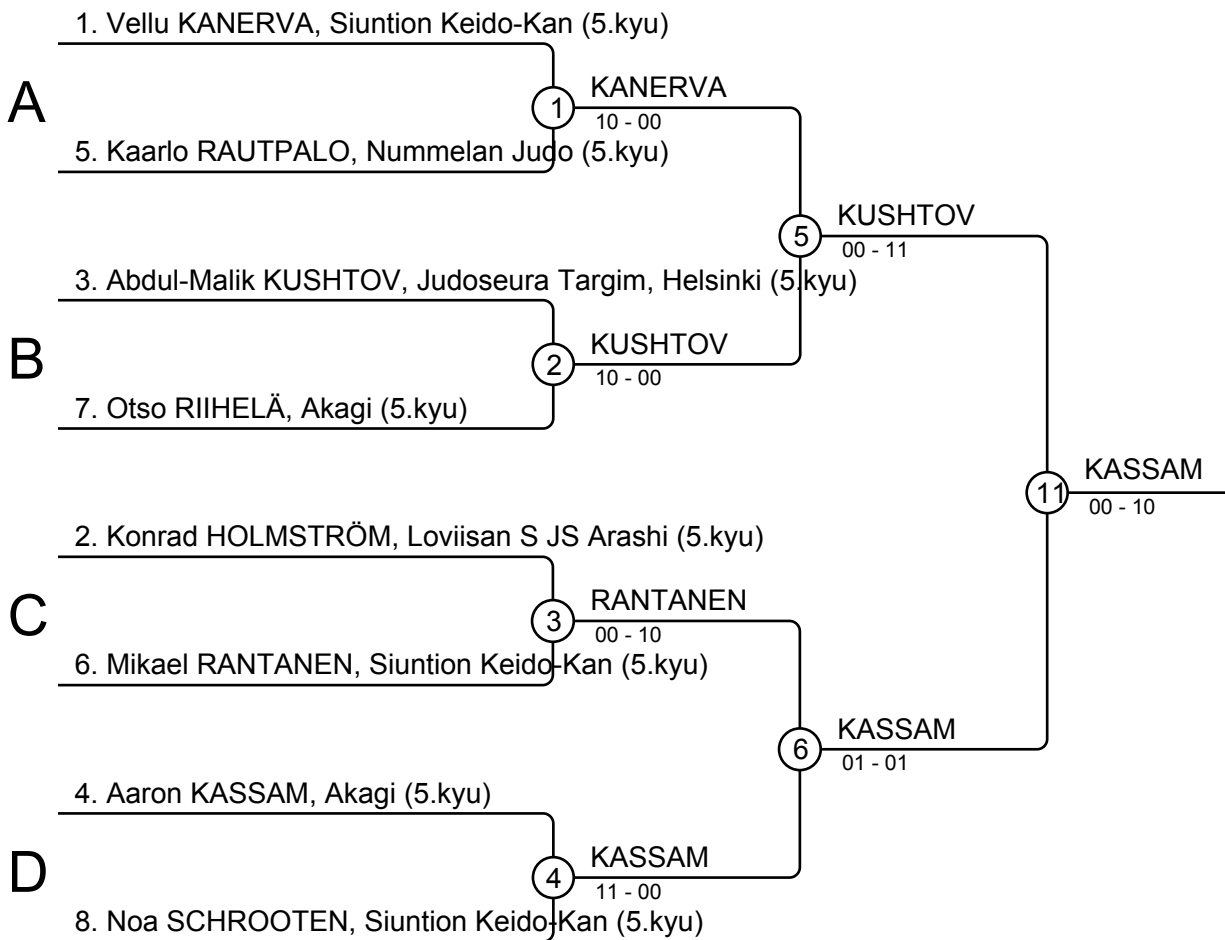 1. Vellu KANERVA, Siuntion Keido-Kan (5.kyu)
A
1
KANERVA
10 - 00
5. Kaarlo RAUTPALO, Nummelan Judo (5.kyu)
5
KUSHTOV
00 - 11
3. Abdul-Malik KUSHTOV, Judoseura Targim, Helsinki (5.kyu)
B
2
KUSHTOV
10 - 00
7. Otso RIIHELÄ, Akagi (5.kyu)
11
KASSAM
00 - 10
2. Konrad HOLMSTRÖM, Loviisan S JS Arashi (5.kyu)
C
3
RANTANEN
00 - 10
6. Mikael RANTANEN, Siuntion Keido-Kan (5.kyu)
6
KASSAM
01 - 01
4. Aaron KASSAM, Akagi (5.kyu)
D
4
KASSAM
11 - 00
8. Noa SCHROOTEN, Siuntion Keido-Kan (5.kyu)